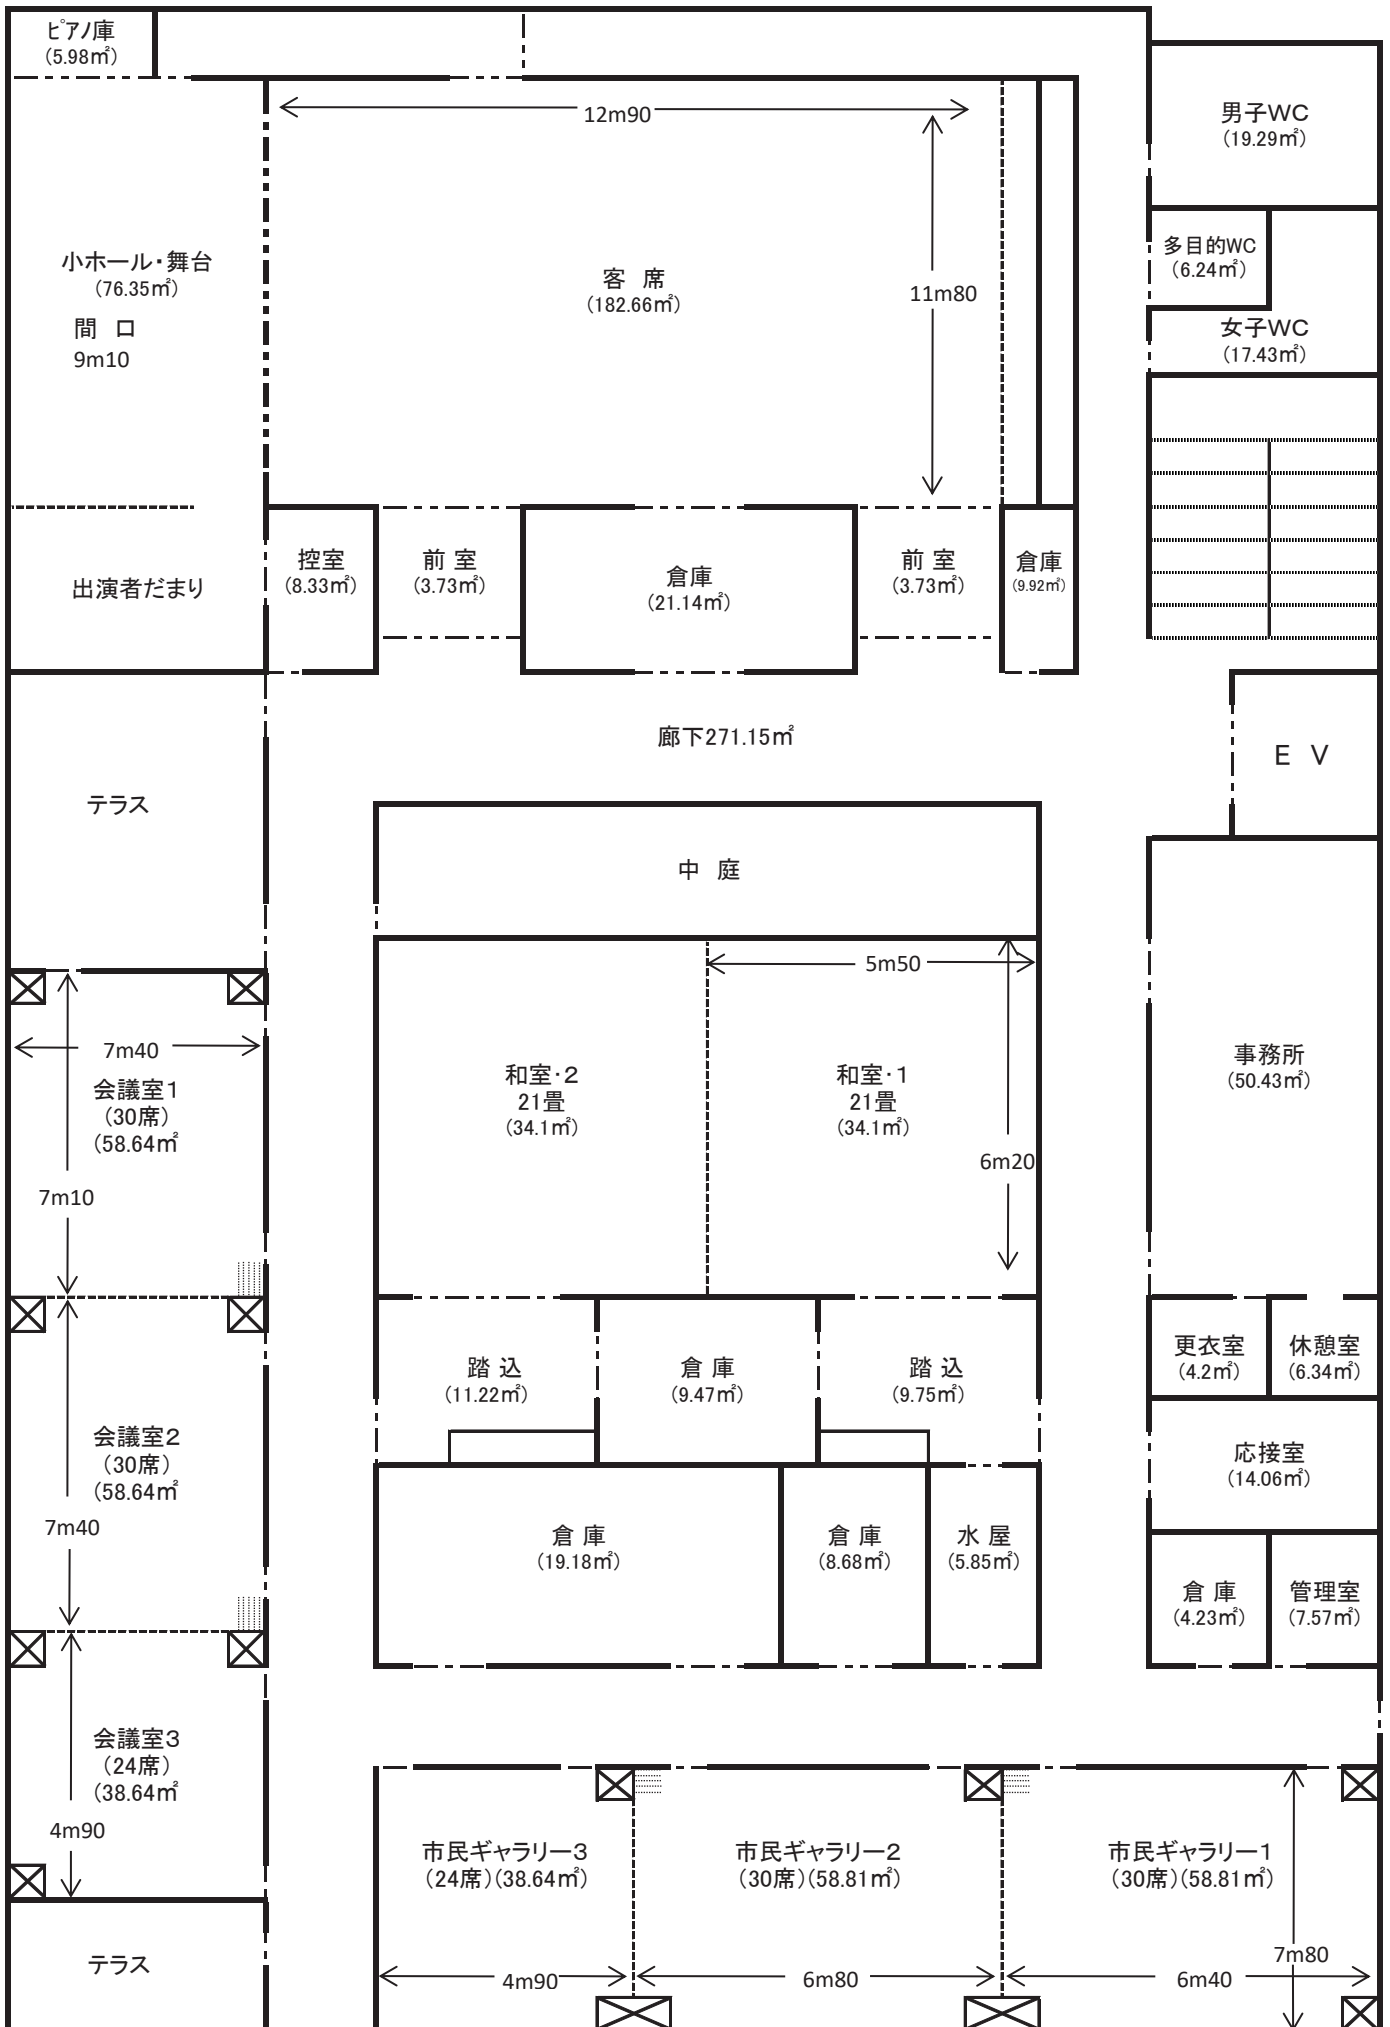 ピアノ庫
(5.98㎡)
12m90
男子WC
(19.29㎡)
小ホール・舞台
(76.35㎡)
間 口
9m10
客 席
(182.66㎡)
11m80
多目的WC
(6.24㎡)
女子WC
(17.43㎡)
出演者だまり
控室
(8.33㎡)
前 室
(3.73㎡)
倉庫
(21.14㎡)
前 室
(3.73㎡)
倉庫
(9.92㎡)
廊下271.15㎡
E V
テラス
中 庭
5m50
7m40
会議室1
(30席)
(58.64㎡
7m10
和室・2
21畳
(34.1㎡)
和室・1
21畳
(34.1㎡)
6m20
事務所
(50.43㎡)
踏 込
(11.22㎡)
倉 庫
(9.47㎡)
踏 込
(9.75㎡)
更衣室
(4.2㎡)
休憩室
(6.34㎡)
会議室2
(30席)
(58.64㎡
7m40
応接室
(14.06㎡)
倉 庫
(19.18㎡)
倉 庫
(8.68㎡)
水 屋
(5.85㎡)
倉 庫
(4.23㎡)
管理室
(7.57㎡)
会議室3
(24席)
(38.64㎡
4m90
市民ギャラリー3
(24席)(38.64㎡)
市民ギャラリー2
(30席)(58.81㎡)
市民ギャラリー1
(30席)(58.81㎡)
7m80
テラス
4m90
6m80
6m40